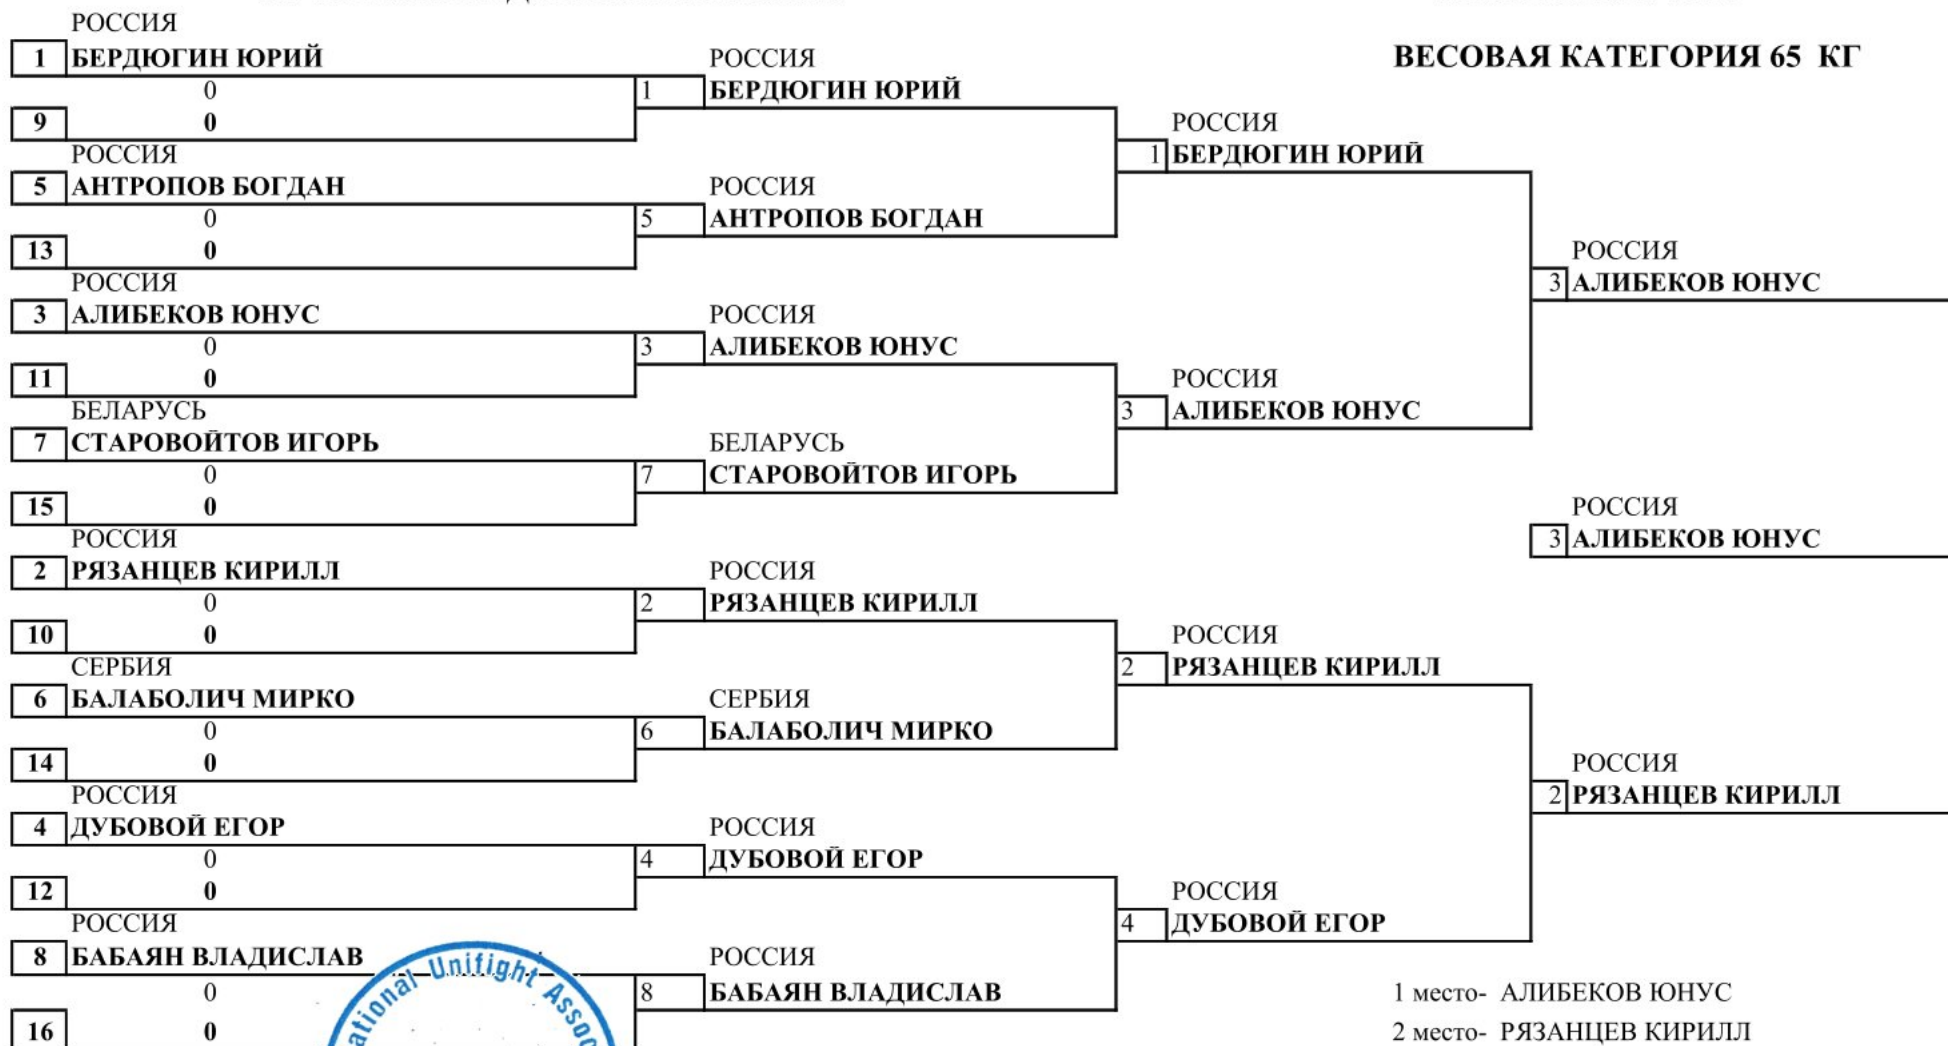 РОССИЯ
1 БЕРДЮГИН ЮРИЙ РОССИЯ ВЕСОВАЯ КАТЕГОРИЯ 65 КГ
0 1 БЕРДЮГИН ЮРИЙ
9 0 РОССИЯ
РОССИЯ 1 БЕРДЮГИН ЮРИЙ
5 АНТРОПОВ БОГДАН РОССИЯ
0 5 АНТРОПОВ БОГДАН
13 0 РОССИЯ
РОССИЯ 3 АЛИБЕКОВ ЮНУС
3 АЛИБЕКОВ ЮНУС РОССИЯ
0 3 АЛИБЕКОВ ЮНУС
11 0 РОССИЯ
БЕЛАРУСЬ 3 АЛИБЕКОВ ЮНУС
7 СТАРОВОЙТОВ ИГОРЬ БЕЛАРУСЬ
0 7 СТАРОВОЙТОВ ИГОРЬ
15 0 РОССИЯ
РОССИЯ 3 АЛИБЕКОВ ЮНУС
2 РЯЗАНЦЕВ КИРИЛЛ РОССИЯ
0 2 РЯЗАНЦЕВ КИРИЛЛ
10 0 РОССИЯ
СЕРБИЯ 2 РЯЗАНЦЕВ КИРИЛЛ
6 БАЛАБОЛИЧ МИРКО СЕРБИЯ
0 6 БАЛАБОЛИЧ МИРКО
14 0 РОССИЯ
РОССИЯ 2 РЯЗАНЦЕВ КИРИЛЛ
4 ДУБОВОЙ ЕГОР РОССИЯ
0 4 ДУБОВОЙ ЕГОР
12 0 РОССИЯ
РОССИЯ 4 ДУБОВОЙ ЕГОР
8 БАБАЯН ВЛАДИСЛАВ РОССИЯ
0 8 БАБАЯН ВЛАДИСЛАВ 1 место- АЛИБЕКОВ ЮНУС
16 0 2 место- РЯЗАНЦЕВ КИРИЛЛ
ational Unifight Assoc